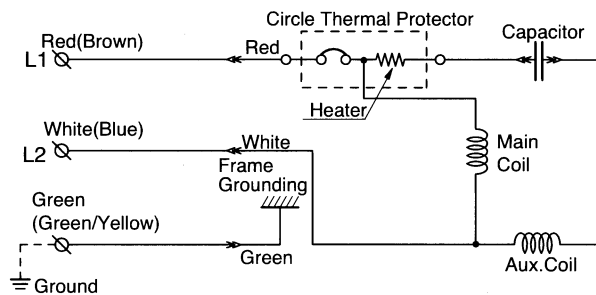 Circle Thermal Protector
Red(Brown)
Red
Capacitor
L1
Heater
White(Blue)
White
Main
Coil
L2
Frame
Grounding
Green
(Green/Yellow)
Green
Aux.Coil
Ground